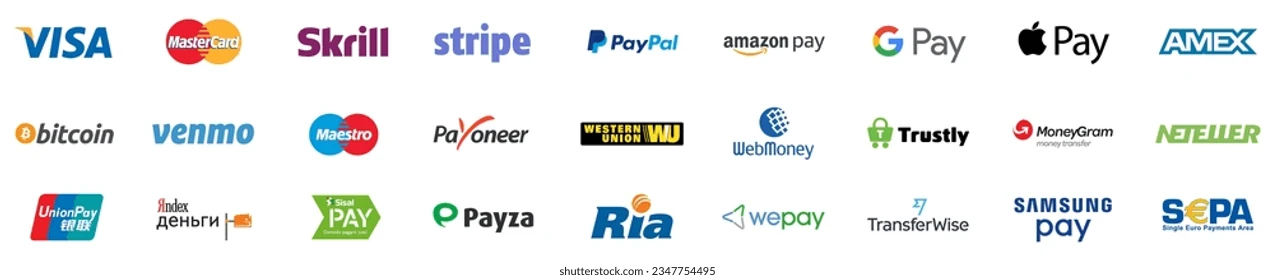 VISA
MasterCard
Skrill
stripe
PayPal
amazon pay
G Pay
Pay
AMEX
bitcoin
venmo
Maestro
Payoneer
WESTERN
UNION WU
WebMoney
Trustly
MoneyGram
money transfer
NETELLER
UnionPay
银联
Яndex
деньги
Sisal
PAY
Payza
Ria
wepay
TransferWise
SAMSUNG
pay
S€PA
Single Euro Payments Area
shutterstock.com · 2347754495